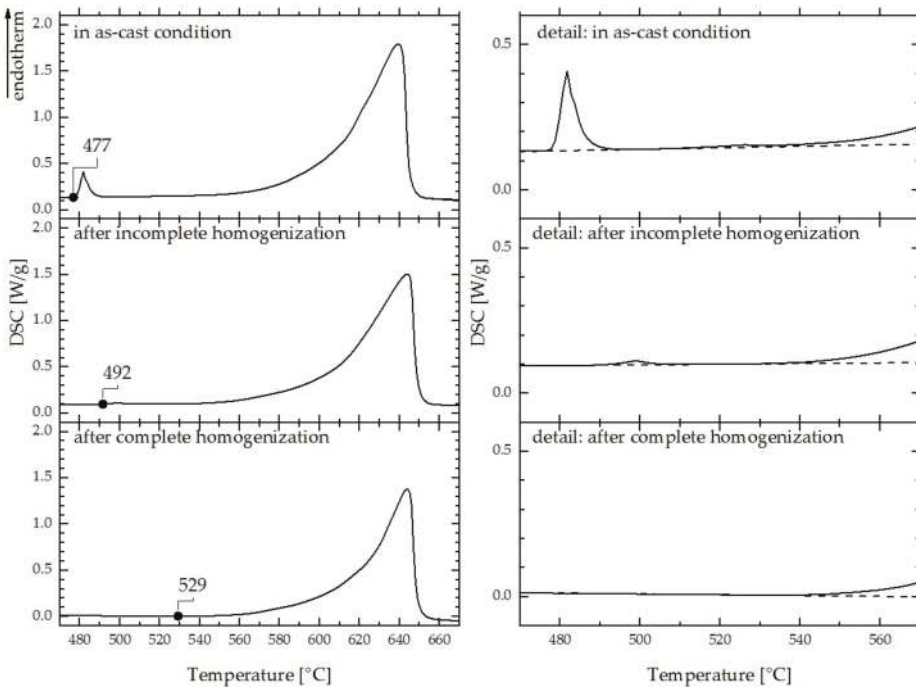 endotherm
DSC [W/g]
in as-cast condition
2.0
1.5
1.0
0.5
0.0
477
after incomplete homogenization
2.0
1.5
1.0
0.5
0.0
492
after complete homogenization
2.0
1.5
1.0
0.5
0.0
529
480 500 520 540 560 580 600 620 640
Temperature [°C]
DSC [W/g]
detail: in as-cast condition
0.5
0.0
detail: after incomplete homogenization
0.5
0.0
detail: after complete homogenization
0.5
0.0
480 500 520 540 560
Temperature [°C]